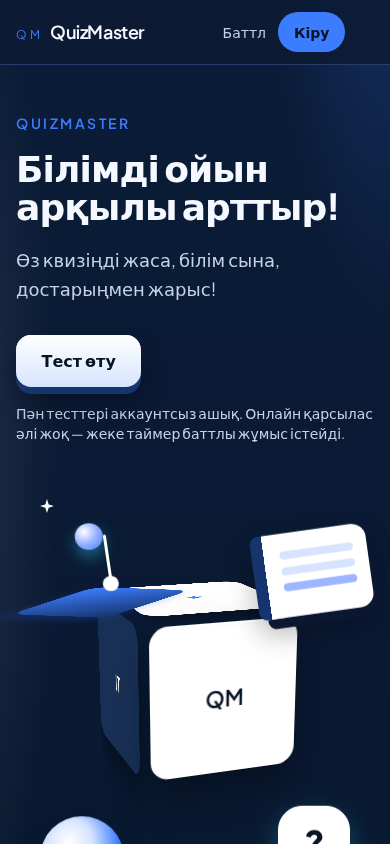 QM QuizMaster Баттл Кіру
QUIZMASTER
Білімді ойын
арқылы арттыр!
Өз квизіңді жаса, білім сына,
достарыңмен жарыс!
Тест өту
Пән тесттері аккаунтсыз ашық. Онлайн қарсылас
әлі жоқ — жеке таймер баттлы жұмыс істейді.
QM
?